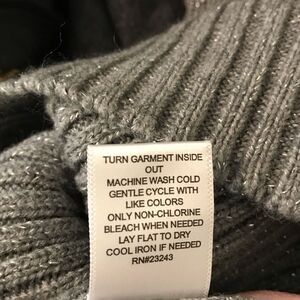 TURN GARMENT INSIDE
OUT
MACHINE WASH COLD
GENTLE CYCLE WITH
LIKE COLORS
ONLY NON-CHLORINE
BLEACH WHEN NEEDED
LAY FLAT TO DRY
COOL IRON IF NEEDED
RN#23243